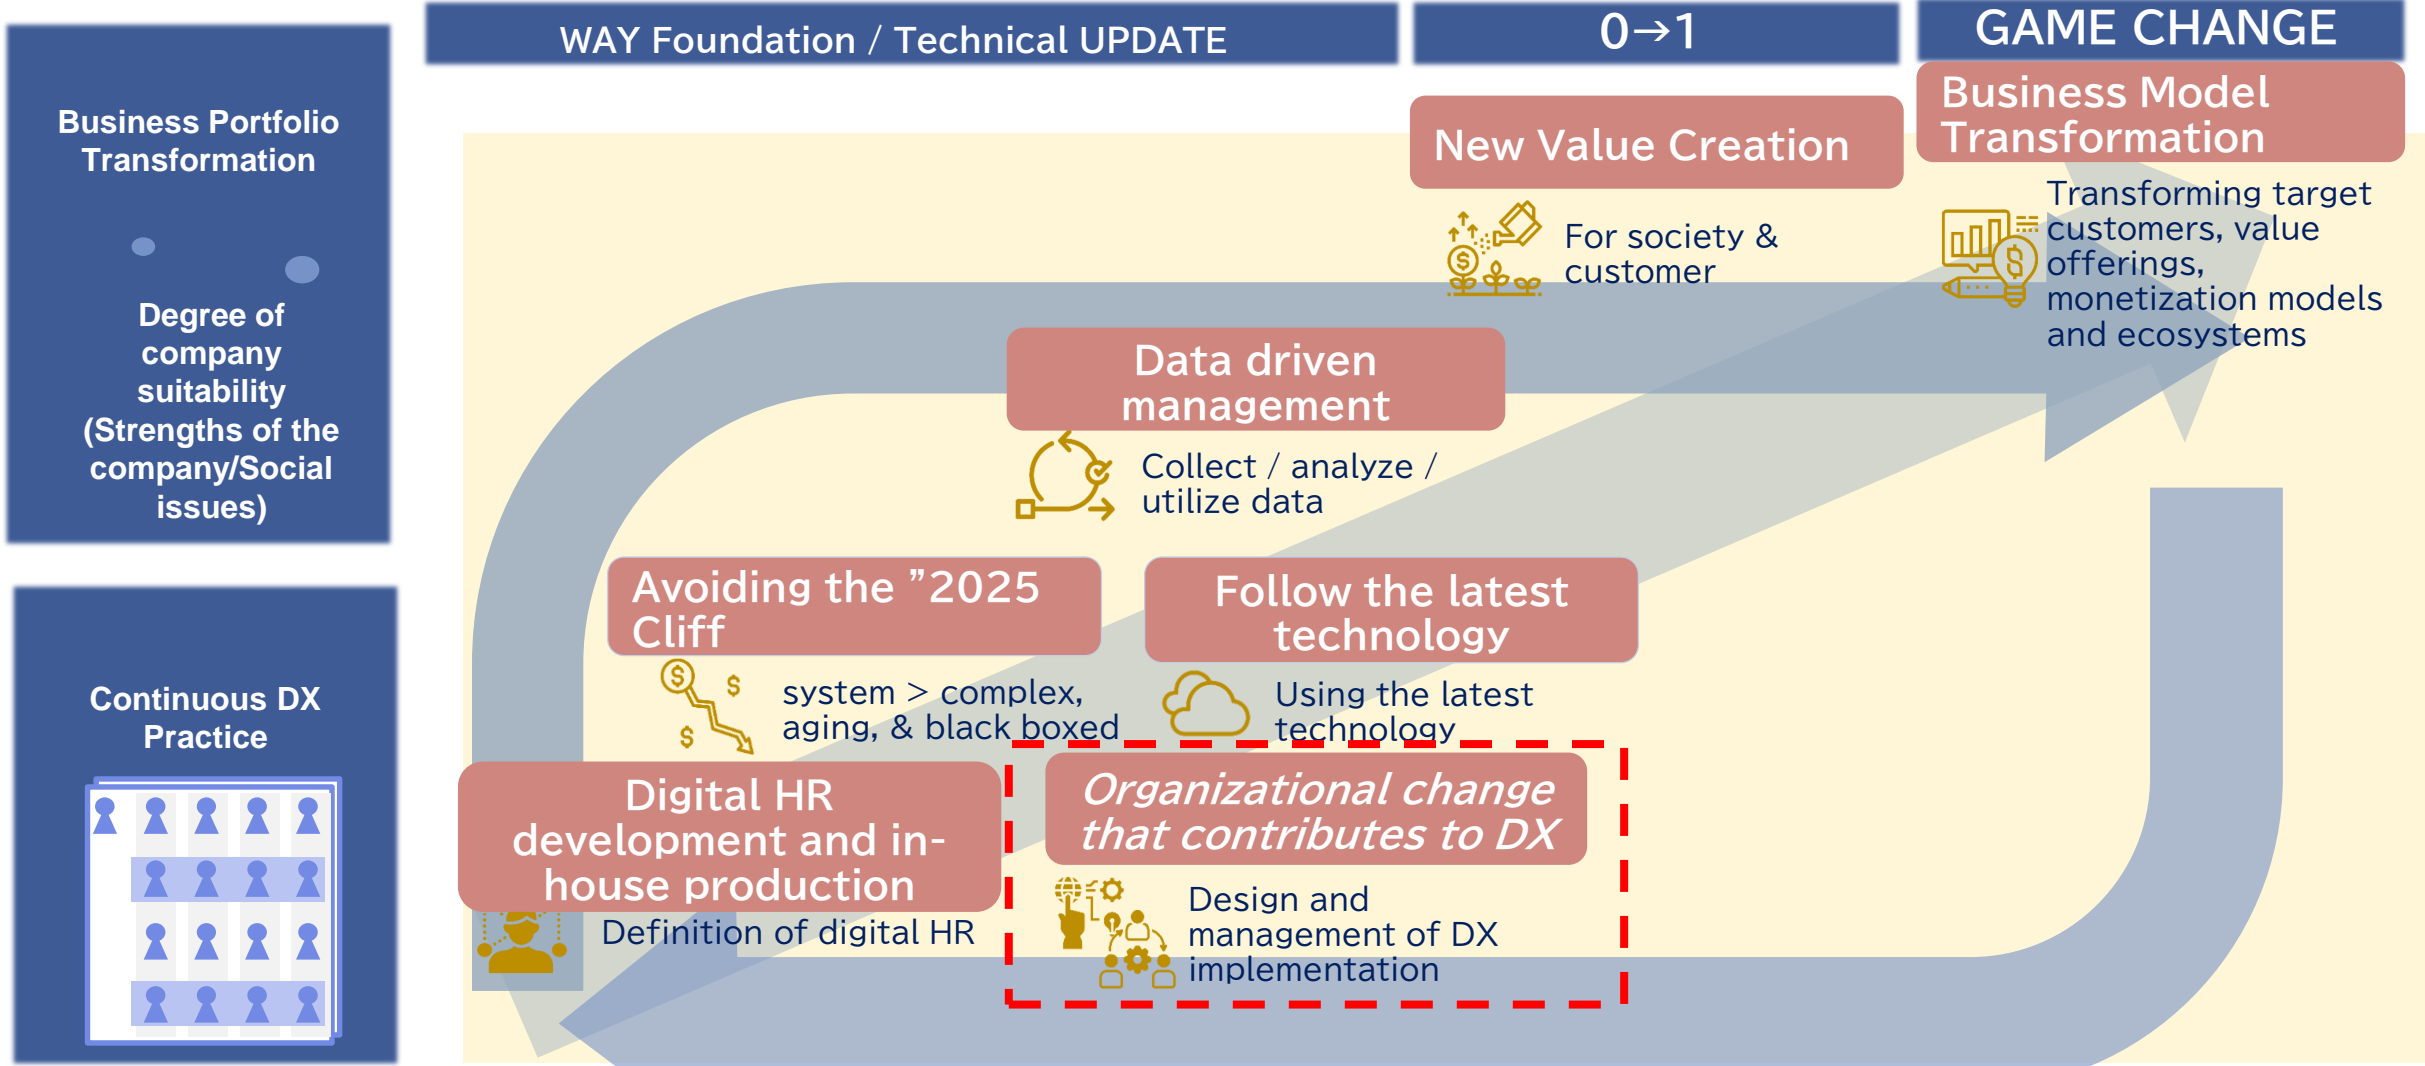 WAY Foundation / Technical UPDATE
0→1
GAME CHANGE
Business Portfolio
Transformation
Degree of
company
suitability
(Strengths of the
company/Social
issues)
Continuous DX
Practice
Business Model
Transformation
Transforming target
customers, value
offerings,
monetization models
and ecosystems
New Value Creation
For society &
customer
Data driven
management
Collect / analyze /
utilize data
Avoiding the ”2025
Cliff
system > complex,
aging, & black boxed
Follow the latest
technology
Using the latest
technology
Digital HR
development and in-
house production
Definition of digital HR
Organizational change
that contributes to DX
Design and
management of DX
implementation